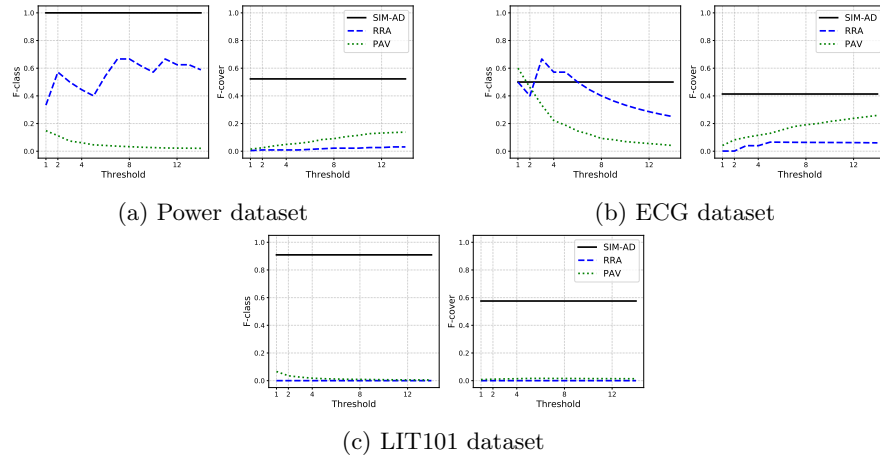 1.0
0.8
0.6
0.4
0.2
0.0
F-class
1 2 4 8 12
Threshold
1.0
0.8
0.6
0.4
0.2
0.0
F-cover
1 2 4 8 12
Threshold
SIM-AD
RRA
PAV
(a) Power dataset
1.0
0.8
0.6
0.4
0.2
0.0
F-class
1 2 4 8 12
Threshold
1.0
0.8
0.6
0.4
0.2
0.0
F-cover
1 2 4 8 12
Threshold
SIM-AD
RRA
PAV
(b) ECG dataset
1.0
0.8
0.6
0.4
0.2
0.0
F-class
1 2 4 8 12
Threshold
1.0
0.8
0.6
0.4
0.2
0.0
F-cover
1 2 4 8 12
Threshold
SIM-AD
RRA
PAV
(c) LIT101 dataset